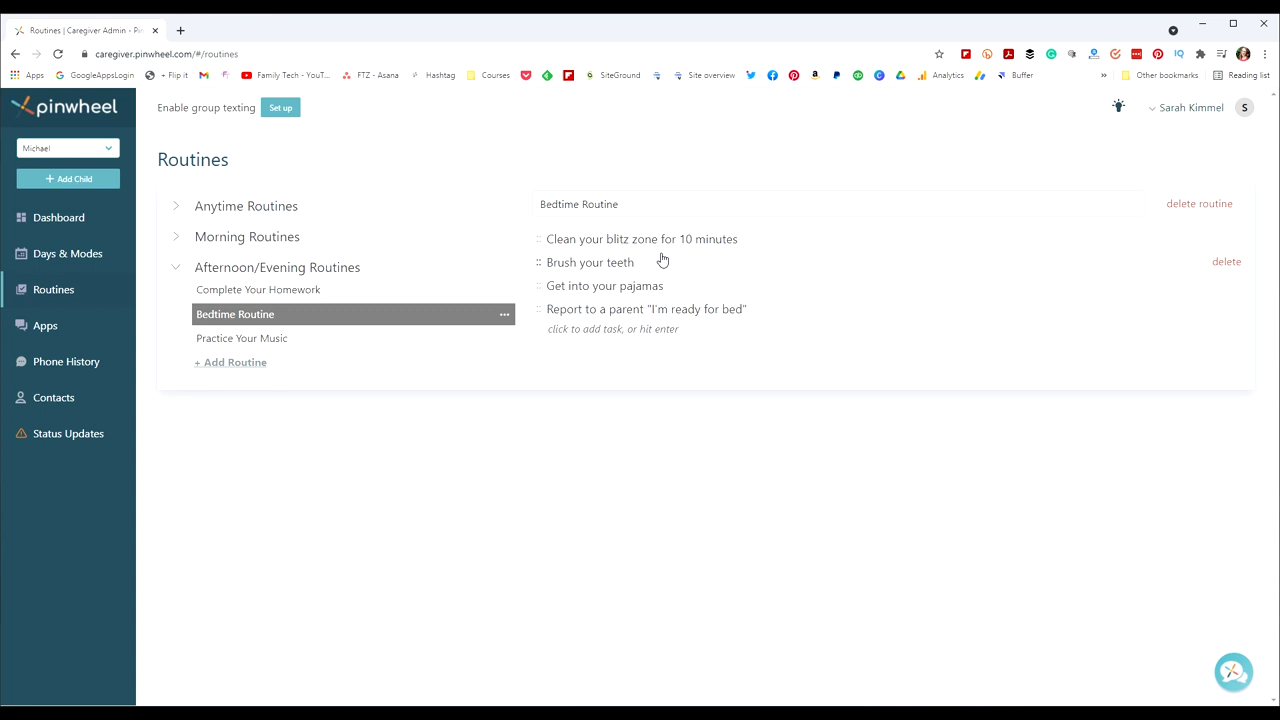 Routines | Caregiver Admin - Pi
caregiver.pinwheel.com/#/routines
Apps GoogleAppsLogin + Flip it Family Tech - YouT... FTZ - Asana Hashtag Courses SiteGround Site overview Analytics Buffer » Other bookmarks Reading list
pinwheel
Enable group texting Set up
Sarah Kimmel S
Michael
+ Add Child
Dashboard
Days & Modes
Routines
Apps
Phone History
Contacts
Status Updates
Routines
Anytime Routines
Morning Routines
Afternoon/Evening Routines
Complete Your Homework
Bedtime Routine ...
Practice Your Music
+ Add Routine
Bedtime Routine delete routine
Clean your blitz zone for 10 minutes
Brush your teeth delete
Get into your pajamas
Report to a parent "I'm ready for bed"
click to add task, or hit enter